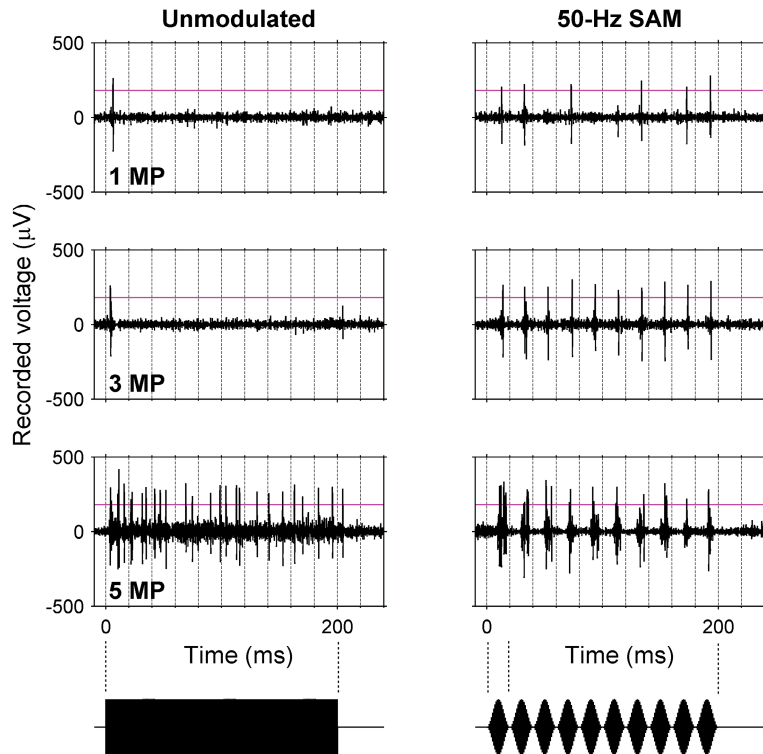 Unmodulated 50-Hz SAM
500
0
-500
1 MP
500
0
-500
3 MP
500
0
-500
5 MP
Recorded voltage (μV)
0 200 0 200
Time (ms) Time (ms)